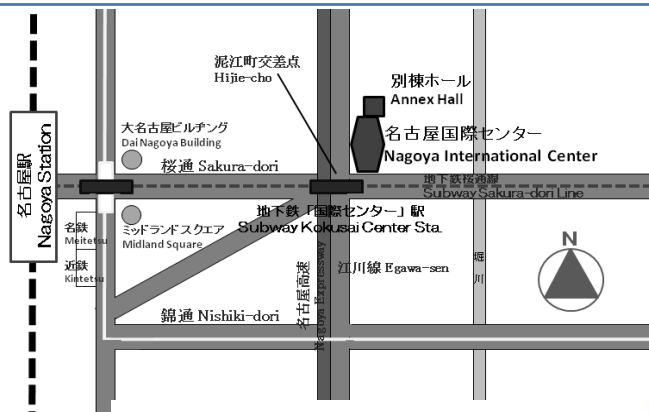 泥江町交差点
Hijie-cho
別棟ホール
Annex Hall
大名古屋ビルヂング
Dai Nagoya Building
名古屋国際センター
Nagoya International Center
桜通 Sakura-dori
地下鉄桜通線
Subway Sakura-dori Line
名古屋駅
Nagoya Station
名鉄
Meitetsu
近鉄
Kintetsu
ミッドランドスクエア
Midland Square
地下鉄「国際センター」駅
Subway Kokusai Center Sta.
名古屋高速
Nagoya Expressway
江川線 Egawa-sen
堀川
N
錦通 Nishiki-dori